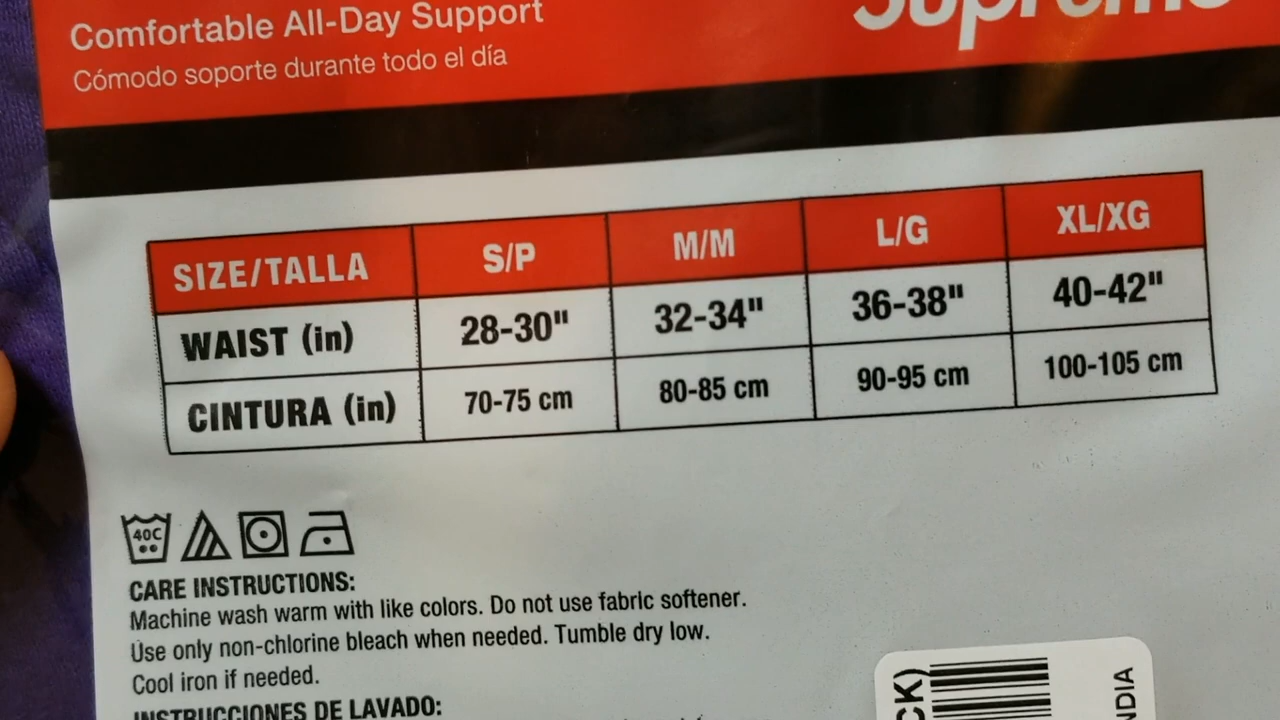 Comfortable All-Day Support
Cómodo soporte durante todo el día
Supreme
SIZE/TALLA S/P M/M L/G XL/XG
WAIST (in) 28-30" 32-34" 36-38" 40-42"
CINTURA (in) 70-75 cm 80-85 cm 90-95 cm 100-105 cm
40C
CARE INSTRUCTIONS:
Machine wash warm with like colors. Do not use fabric softener.
Use only non-chlorine bleach when needed. Tumble dry low.
Cool iron if needed.
INSTRUCCIONES DE LAVADO:
CK)
NDIA